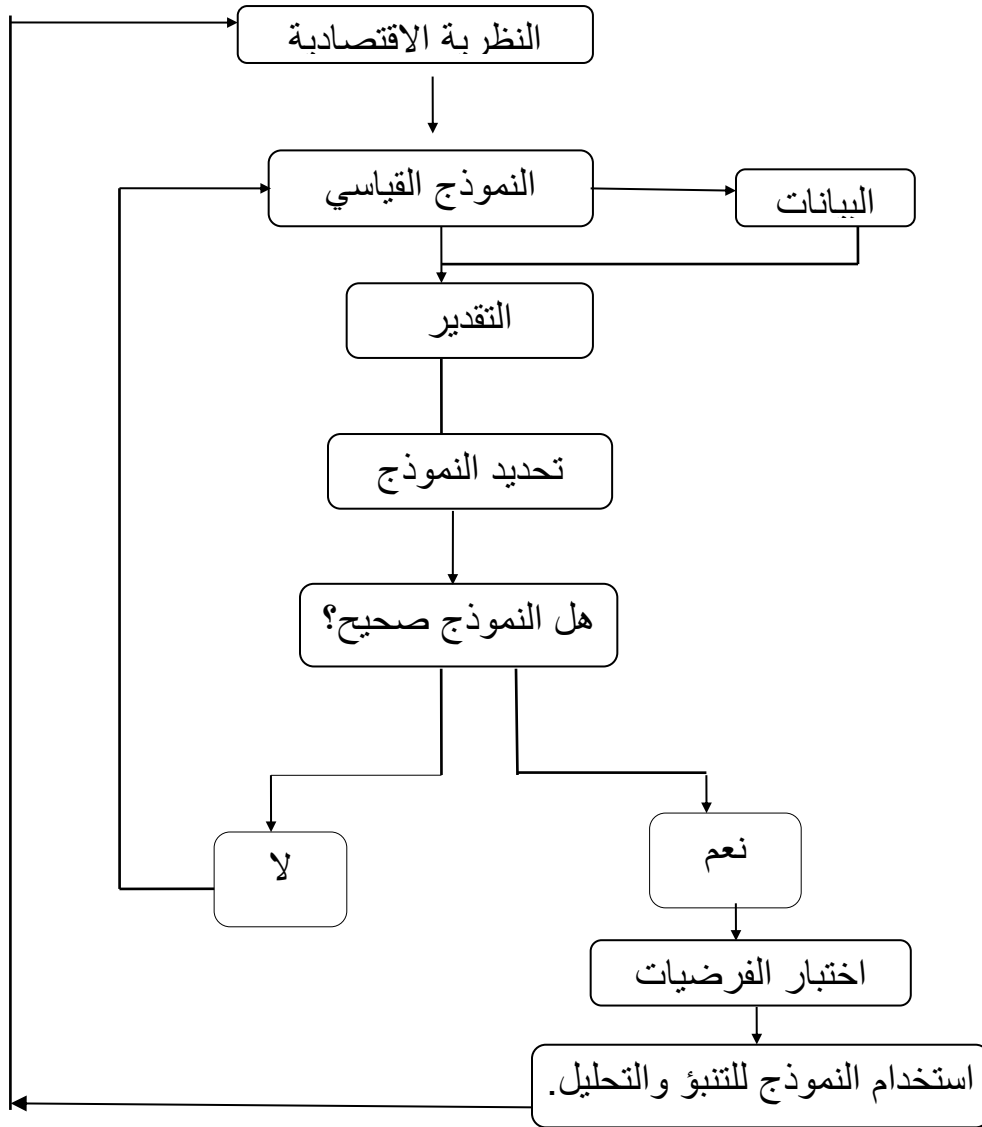 النظرية الاقتصادية
النموذج القياسي
البيانات
التقدير
تحديد النموذج
هل النموذج صحيح؟
لا
نعم
اختبار الفرضيات
استخدام النموذج للتنبؤ والتحليل.